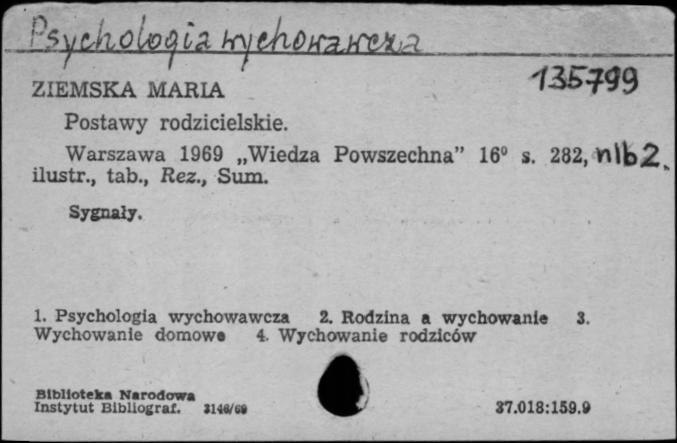 Psychologia wychowawcza
135799
ZIEMSKA MARIA
Postawy rodzicielskie.
Warszawa 1969 „Wiedza Powszechna” 16⁰ s. 282, nlb 2.
ilustr., tab., Rez., Sum.
Sygnały.
1. Psychologia wychowawcza 2. Rodzina a wychowanie 3.
Wychowanie domowe 4. Wychowanie rodziców
Biblioteka Narodowa
Instytut Bibliograf. 3146/69 37.018:159.9